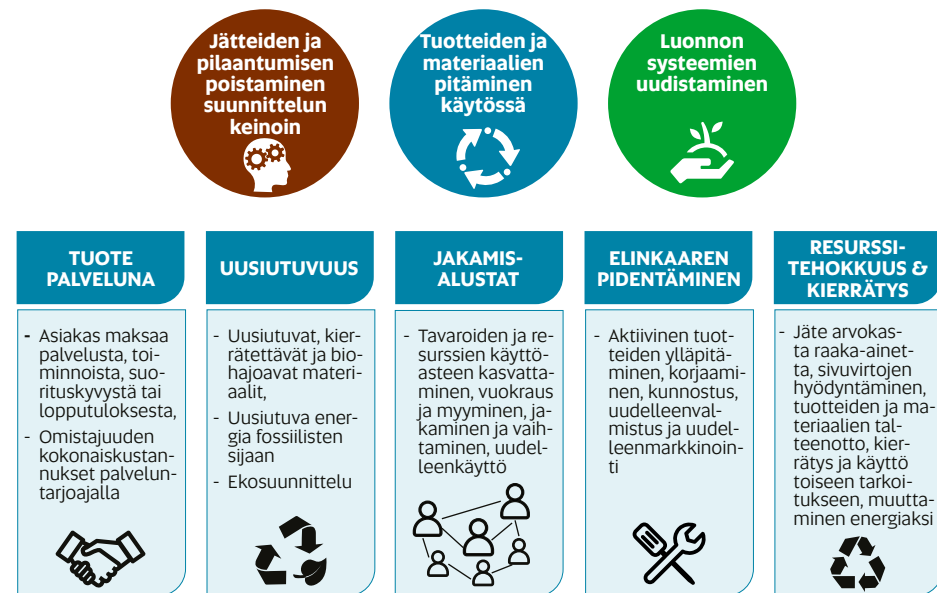 Jätteiden ja
pilaantumisen
poistaminen
suunnittelun
keinoin
Tuotteiden ja
materiaalien
pitäminen
käytössä
Luonnon
systeemien
uudistaminen
TUOTE
PALVELUNA
- Asiakas maksaa
palvelusta, toi-
minnoista, suo-
rituskyvystä tai
lopputuloksesta,
- Omistajuuden
kokonaiskustan-
nukset palvelun-
tarjoajalla
UUSIUTUVUUS
- Uusiutuvat, kier-
rätettävät ja bio-
hajoavat materi-
aalit,
- Uusiutuva ener-
gia fossiilisten
sijaan
- Ekosuunnittelu
JAKAMIS-
ALUSTAT
- Tavaroiden ja re-
surssien käyttö-
asteen kasvatta-
minen, vuokraus
ja myyminen, ja-
kaminen ja vaih-
taminen, uudel-
leenkäyttö
ELINKAAREN
PIDENTÄMINEN
- Aktiivinen tuot-
teiden ylläpitä-
minen, korjaami-
nen, kunnostus,
uudelleenval-
mistus ja uudel-
leenmarkkinoin-
ti
RESURSSI-
TEHOKKUUS &
KIERRÄTYS
- Jäte arvokas-
ta raaka-ainet-
ta, sivuvirtojen
hyödyntäminen,
tuotteiden ja ma-
teriaalien tal-
teenotto, kier-
rätys ja käyttö
toiseen tarkoi-
tukseen, muutta-
minen energiaksi